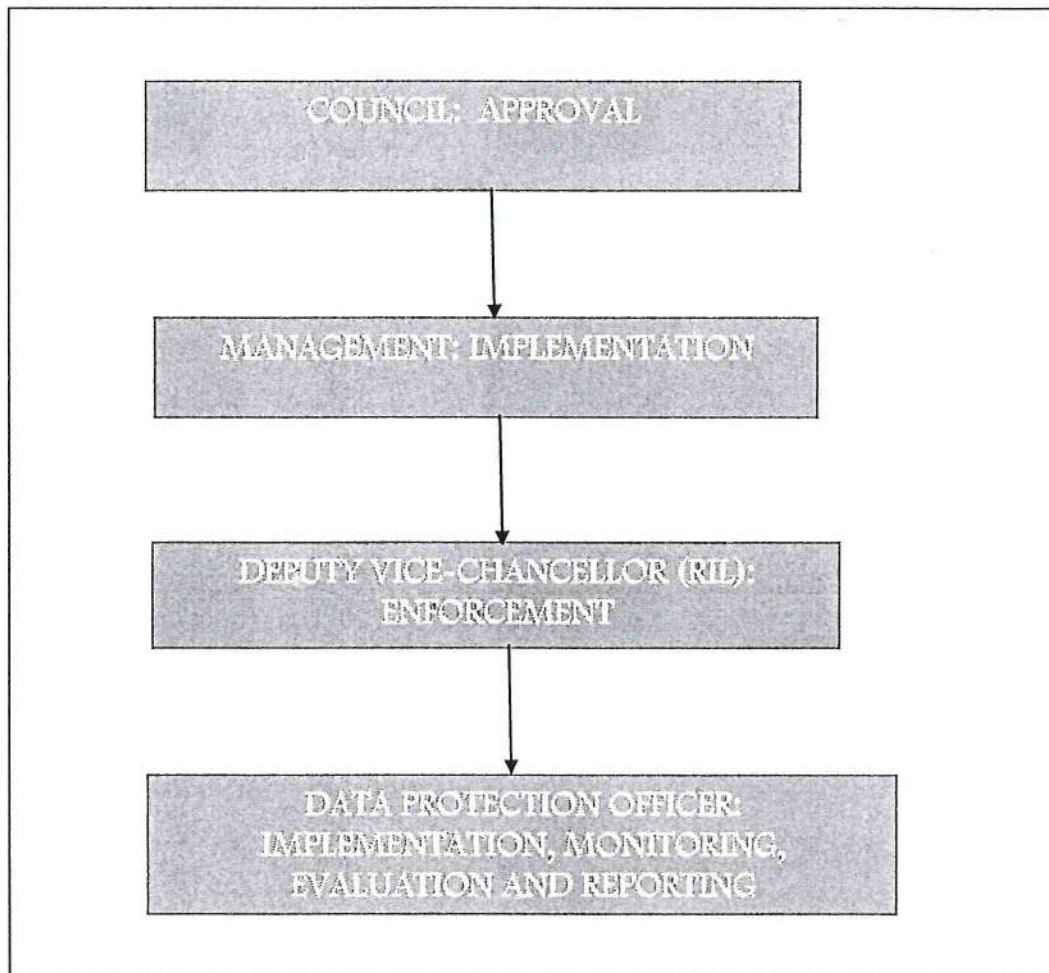 COUNCIL: APPROVAL
MANAGEMENT: IMPLEMENTATION
DEPUTY VICE-CHANCELLOR (RIL):
ENFORCEMENT
DATA PROTECTION OFFICER:
IMPLEMENTATION, MONITORING,
EVALUATION AND REPORTING